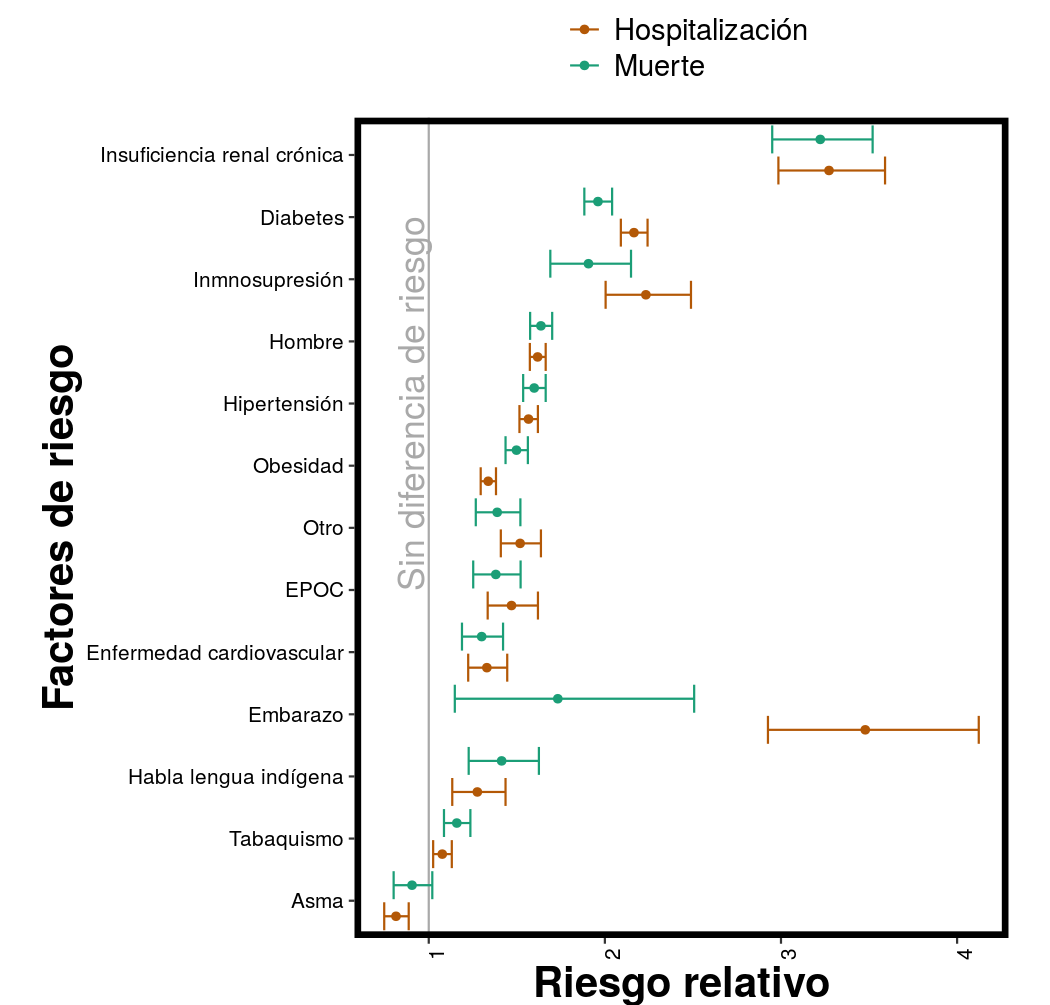 Hospitalización
Muerte
Factores de riesgo
Insuficiencia renal crónica
Diabetes
Inmnosupresión
Hombre
Hipertensión
Obesidad
Otro
EPOC
Enfermedad cardiovascular
Embarazo
Habla lengua indígena
Tabaquismo
Asma
Sin diferencia de riesgo
1
2
3
4
Riesgo relativo